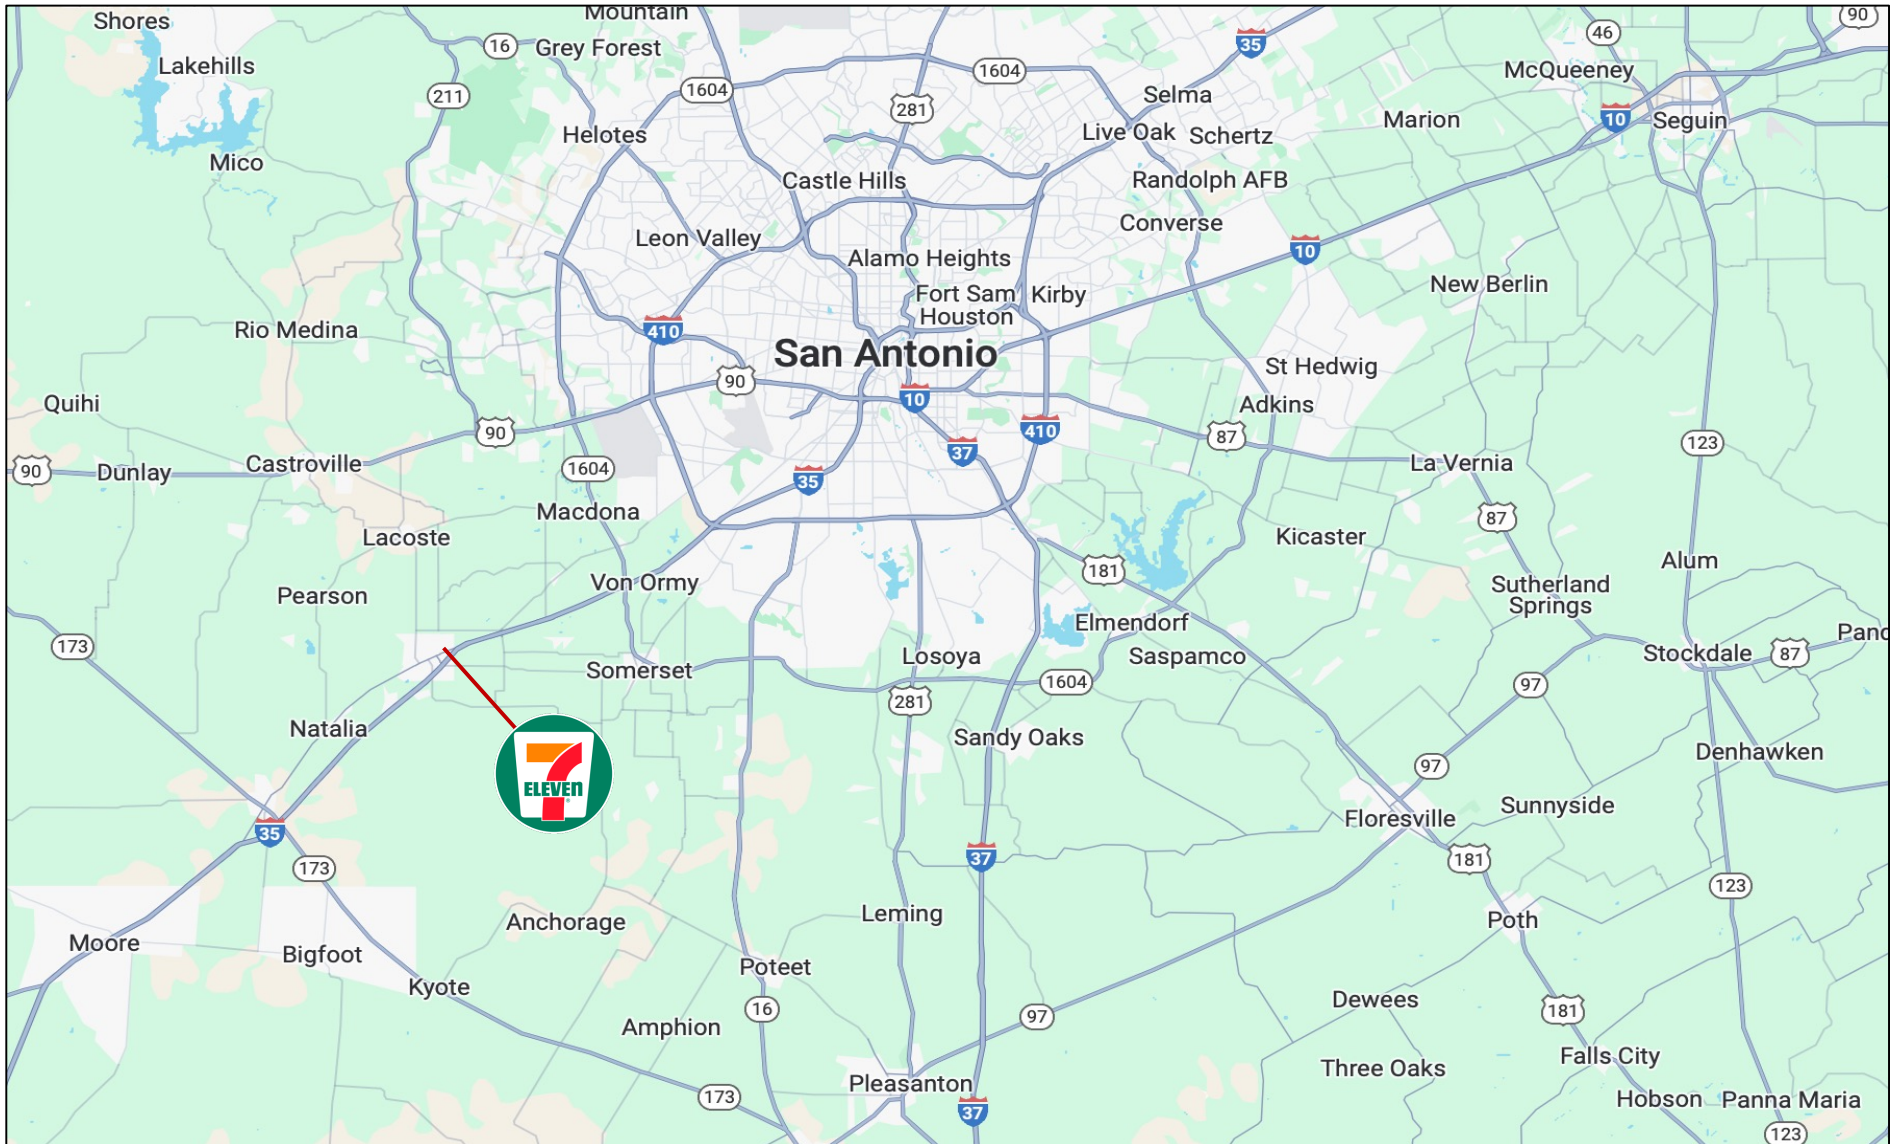 Shores
Mountain
90
16
Grey Forest
35
46
Lakehills
1604
1604
McQueeney
211
281
Selma
Helotes
Live Oak
Schertz
Marion
10
Seguin
Mico
Castle Hills
Randolph AFB
Converse
Leon Valley
10
Alamo Heights
New Berlin
Fort Sam
Houston
Kirby
Rio Medina
410
San Antonio
St Hedwig
90
10
Quihi
Adkins
90
410
87
123
37
90
Dunlay
Castroville
1604
35
La Vernia
Macdona
87
Lacoste
Kicaster
181
Alum
Von Ormy
Sutherland
Springs
Pearson
Elmendorf
173
Losoya
Saspamco
Stockdale
87
Panc
Somerset
1604
97
281
Natalia
Sandy Oaks
Denhawken
7
ELEVEN
97
Sunnyside
35
Floresville
37
181
173
123
Anchorage
Leming
Poth
Moore
Bigfoot
Poteet
Kyote
16
97
Dewees
181
Amphion
Falls City
Three Oaks
Pleasanton
173
37
Hobson
Panna Maria
123